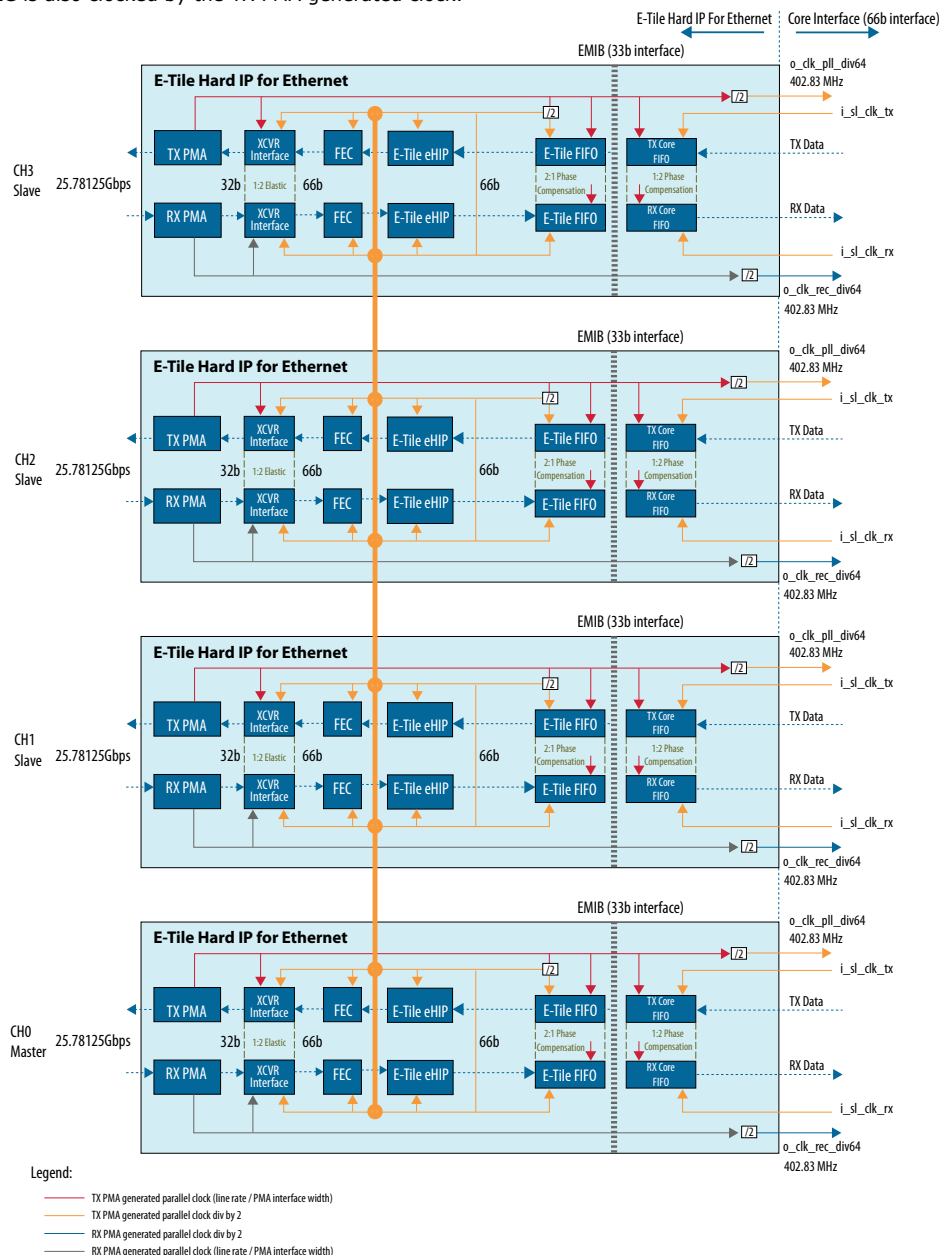 E-Tile Hard IP For Ethernet
Core Interface (66b interface)
EMIB (33b interface)
E-Tile Hard IP for Ethernet
o_clk_pll_div64
402.83 MHz
/2
/2
i_sl_clk_tx
CH3
Slave
25.78125Gbps
TX PMA
XCVR
Interface
FEC
E-Tile eHIP
E-Tile FIFO
TX Core
FIFO
TX Data
32b
1:2 Elastic
66b
66b
2:1 Phase
Compensation
1:2 Phase
Compensation
RX PMA
XCVR
Interface
FEC
E-Tile eHIP
E-Tile FIFO
RX Core
FIFO
RX Data
i_sl_clk_rx
/2
o_clk_rec_div64
402.83 MHz
EMIB (33b interface)
E-Tile Hard IP for Ethernet
o_clk_pll_div64
402.83 MHz
/2
/2
i_sl_clk_tx
CH2
Slave
25.78125Gbps
TX PMA
XCVR
Interface
FEC
E-Tile eHIP
E-Tile FIFO
TX Core
FIFO
TX Data
32b
1:2 Elastic
66b
66b
2:1 Phase
Compensation
1:2 Phase
Compensation
RX PMA
XCVR
Interface
FEC
E-Tile eHIP
E-Tile FIFO
RX Core
FIFO
RX Data
i_sl_clk_rx
/2
o_clk_rec_div64
402.83 MHz
EMIB (33b interface)
E-Tile Hard IP for Ethernet
o_clk_pll_div64
402.83 MHz
/2
/2
i_sl_clk_tx
CH1
Slave
25.78125Gbps
TX PMA
XCVR
Interface
FEC
E-Tile eHIP
E-Tile FIFO
TX Core
FIFO
TX Data
32b
1:2 Elastic
66b
66b
2:1 Phase
Compensation
1:2 Phase
Compensation
RX PMA
XCVR
Interface
FEC
E-Tile eHIP
E-Tile FIFO
RX Core
FIFO
RX Data
i_sl_clk_rx
/2
o_clk_rec_div64
402.83 MHz
EMIB (33b interface)
E-Tile Hard IP for Ethernet
o_clk_pll_div64
402.83 MHz
/2
/2
i_sl_clk_tx
CH0
Master
25.78125Gbps
TX PMA
XCVR
Interface
FEC
E-Tile eHIP
E-Tile FIFO
TX Core
FIFO
TX Data
32b
1:2 Elastic
66b
66b
2:1 Phase
Compensation
1:2 Phase
Compensation
RX PMA
XCVR
Interface
FEC
E-Tile eHIP
E-Tile FIFO
RX Core
FIFO
RX Data
i_sl_clk_rx
/2
o_clk_rec_div64
402.83 MHz
Legend:
TX PMA generated parallel clock (line rate / PMA interface width)
TX PMA generated parallel clock div by 2
RX PMA generated parallel clock div by 2
RX PMA generated parallel clock (line rate / PMA interface width)